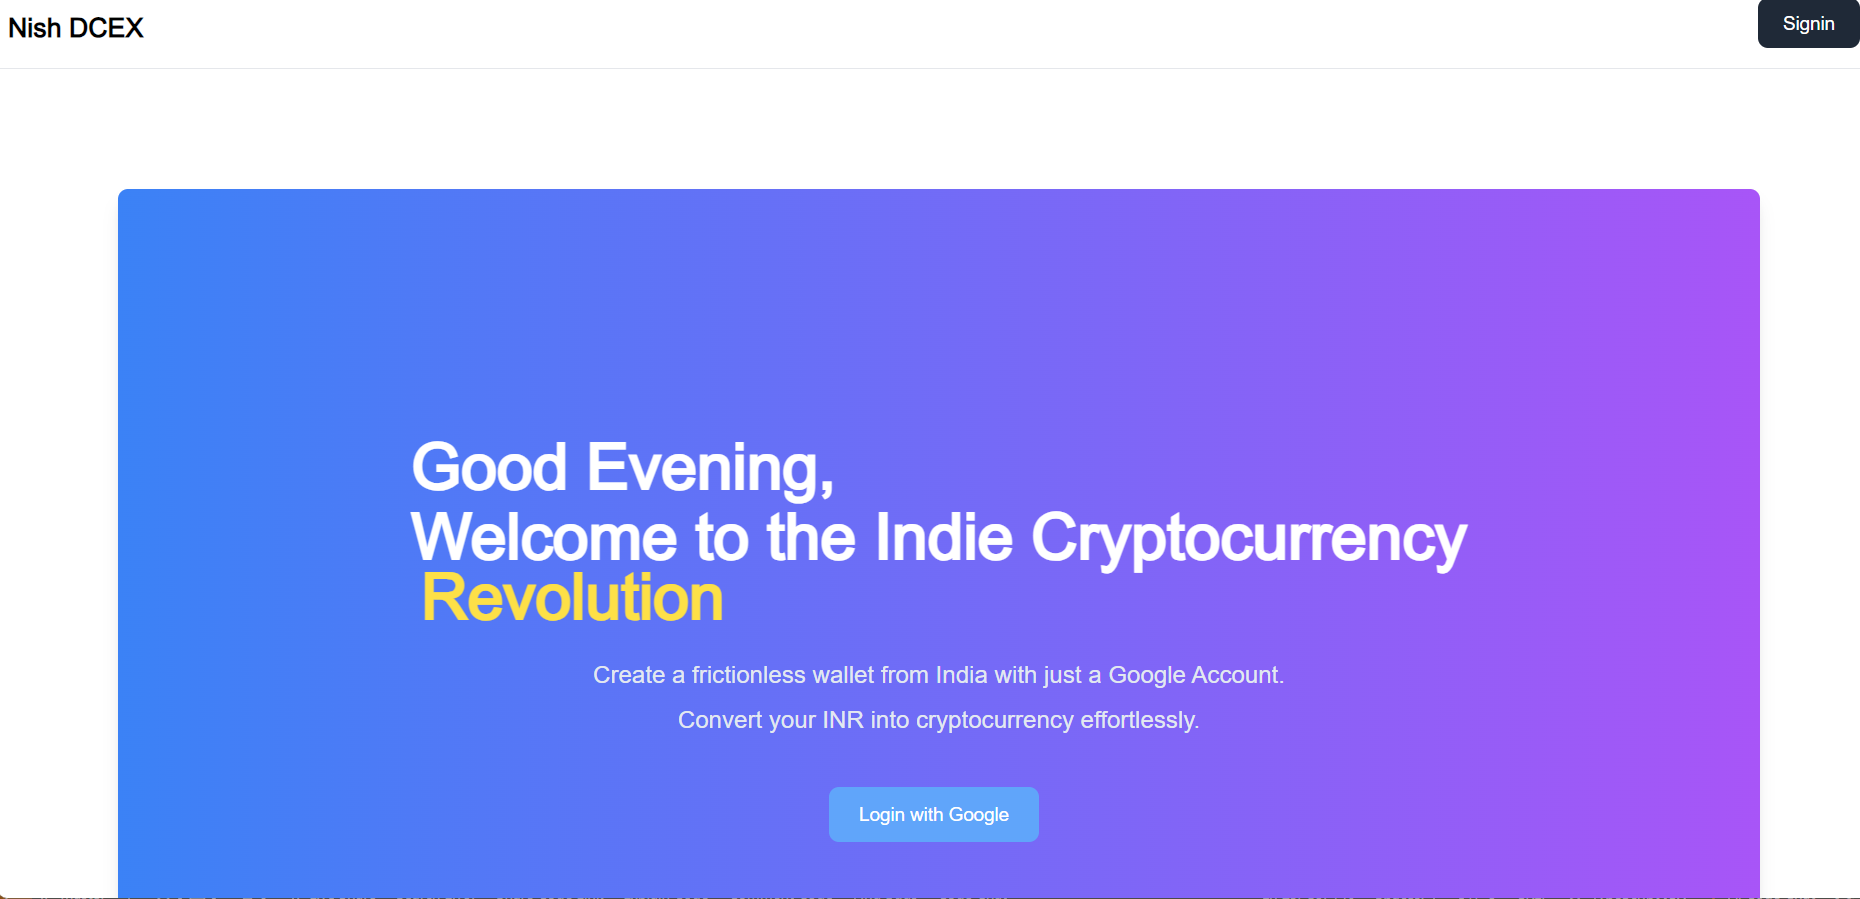 Nish DCEX
Signin
Good Evening,
Welcome to the Indie Cryptocurrency
Revolution
Create a frictionless wallet from India with just a Google Account.
Convert your INR into cryptocurrency effortlessly.
Login with Google